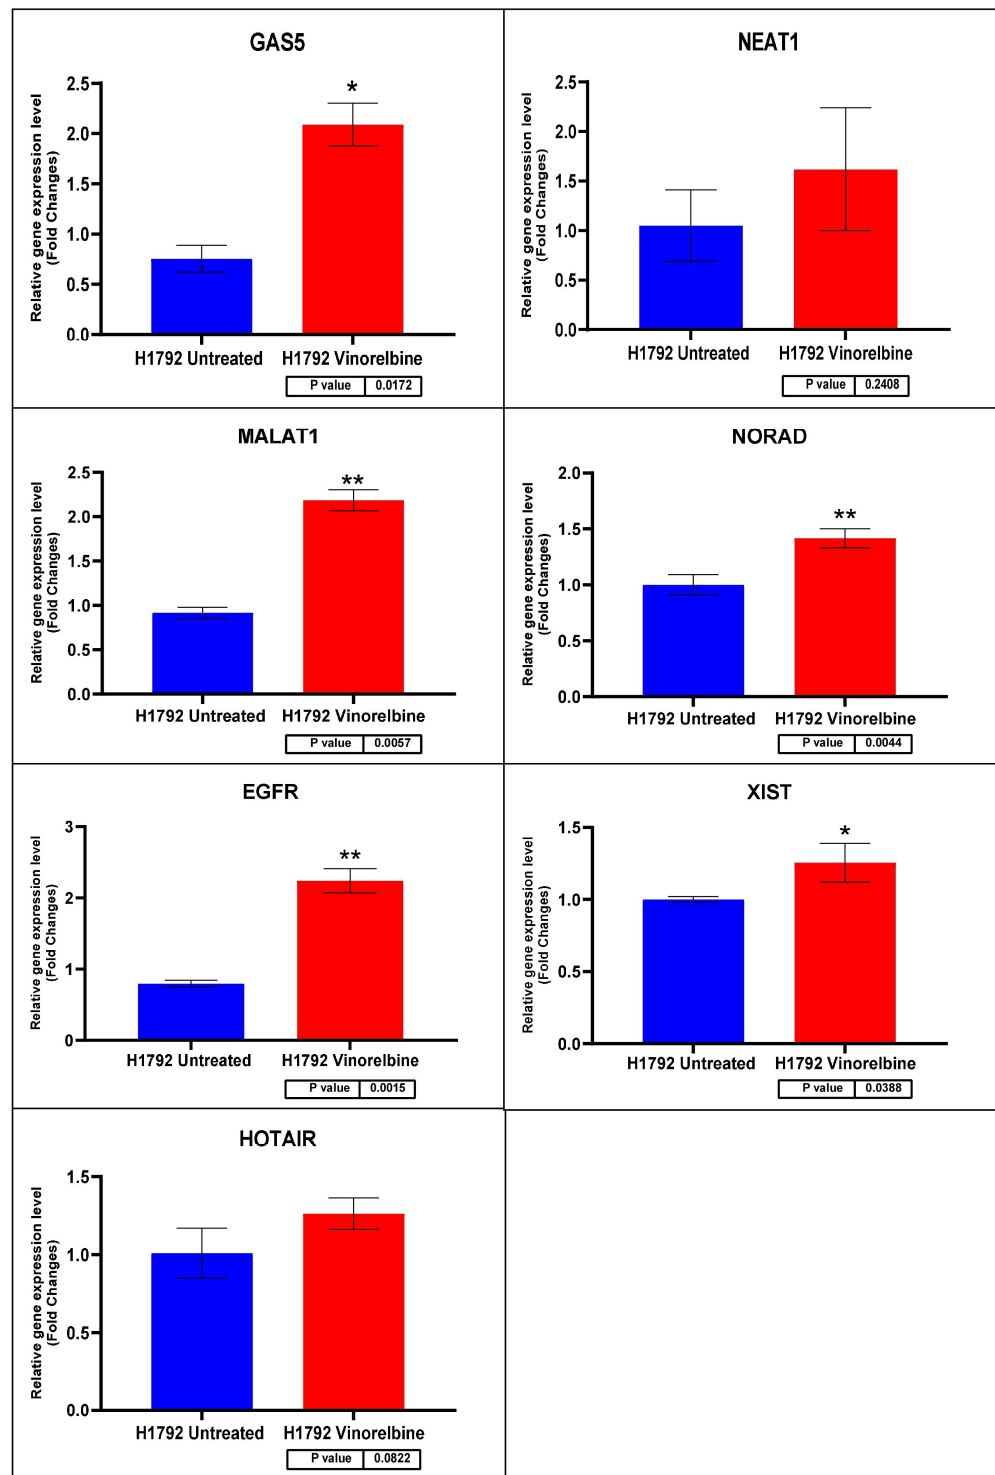 GAS5
Relative gene expression level
(Fold Changes)
2.5
2.0
1.5
1.0
0.5
0.0
*
H1792 Untreated H1792 Vinorelbine
P value 0.0172
NEAT1
Relative gene expression level
(Fold Changes)
2.5
2.0
1.5
1.0
0.5
0.0
H1792 Untreated H1792 Vinorelbine
P value 0.2408
MALAT1
Relative gene expression level
(Fold Changes)
2.5
2.0
1.5
1.0
0.5
0.0
**
H1792 Untreated H1792 Vinorelbine
P value 0.0057
NORAD
Relative gene expression level
(Fold Changes)
2.0
1.5
1.0
0.5
0.0
**
H1792 Untreated H1792 Vinorelbine
P value 0.0044
EGFR
Relative gene expression level
(Fold Changes)
3
2
1
0
**
H1792 Untreated H1792 Vinorelbine
P value 0.0015
XIST
Relative gene expression level
(Fold Changes)
1.5
1.0
0.5
0.0
*
H1792 Untreated H1792 Vinorelbine
P value 0.0388
HOTAIR
Relative gene expression level
(Fold Changes)
1.5
1.0
0.5
0.0
H1792 Untreated H1792 Vinorelbine
P value 0.0822